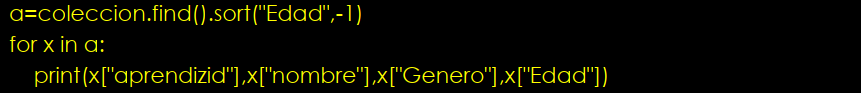 a=coleccion.find().sort("Edad",-1)
for x in a:
    print(x["aprendizid"],x["nombre"],x["Genero"],x["Edad"])